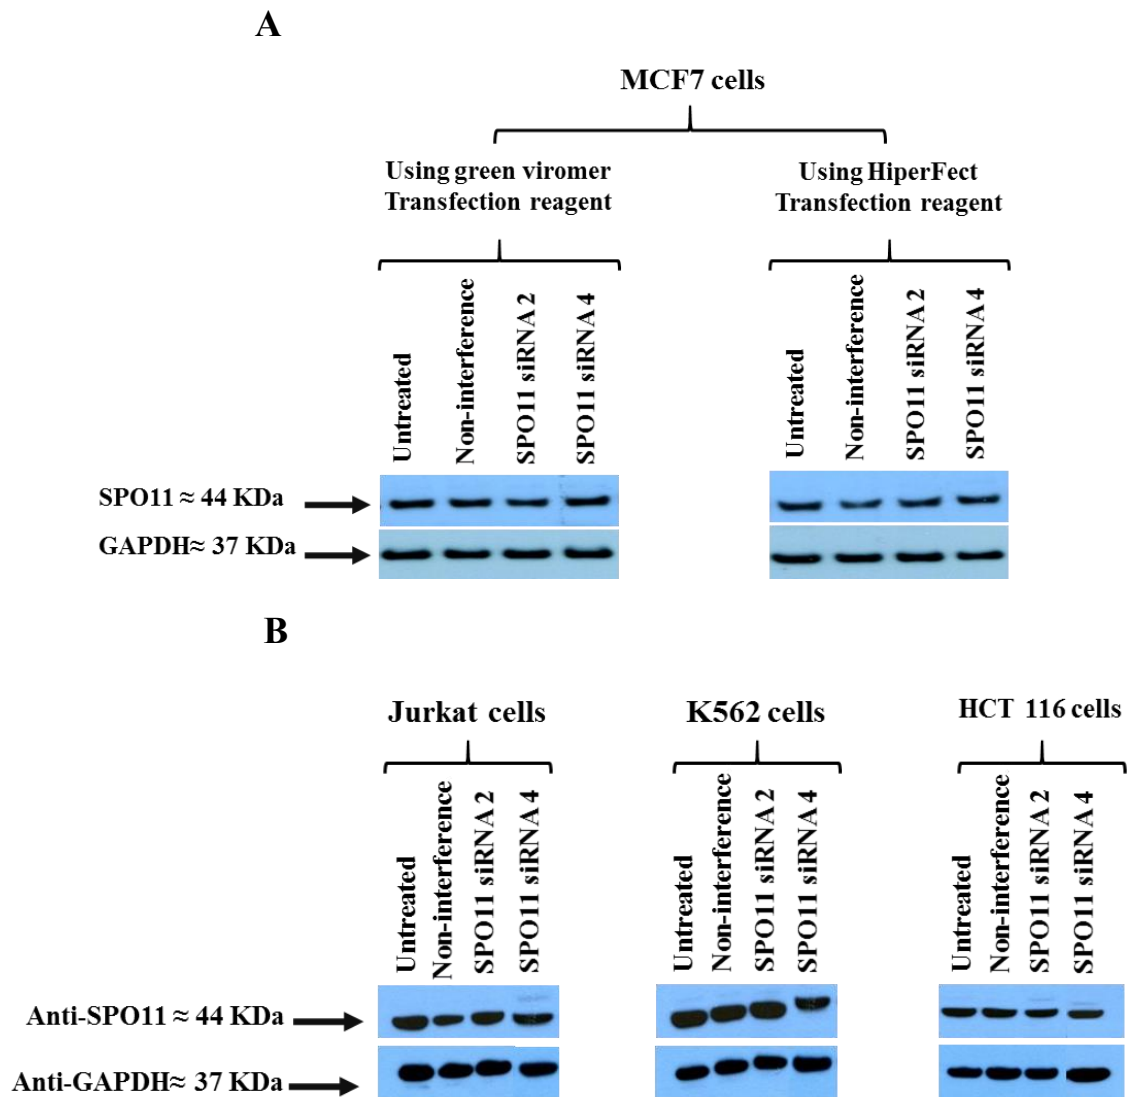 A
MCF7 cells
Using green viromer
Transfection reagent
Using HiperFect
Transfection reagent
Untreated
Non-interference
SPO11 siRNA 2
SPO11 siRNA 4
Untreated
Non-interference
SPO11 siRNA 2
SPO11 siRNA 4
SPO11 ≈ 44 KDa
GAPDH≈ 37 KDa
B
Jurkat cells
K562 cells
HCT 116 cells
Untreated
Non-interference
SPO11 siRNA 2
SPO11 siRNA 4
Untreated
Non-interference
SPO11 siRNA 2
SPO11 siRNA 4
Untreated
Non-interference
SPO11 siRNA 2
SPO11 siRNA 4
Anti-SPO11 ≈ 44 KDa
Anti-GAPDH≈ 37 KDa